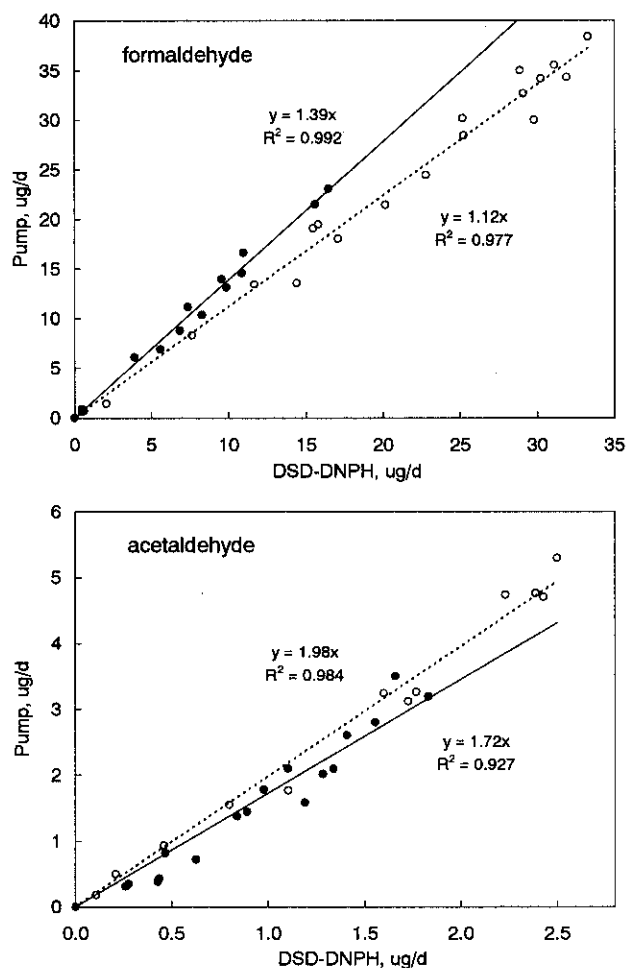 formaldehyde
y = 1.39x
R² = 0.992
y = 1.12x
R² = 0.977
Pump, ug/d
40
35
30
25
20
15
10
5
0
0 5 10 15 20 25 30 35
DSD-DNPH, ug/d
acetaldehyde
y = 1.98x
R² = 0.984
y = 1.72x
R² = 0.927
Pump, ug/d
6
5
4
3
2
1
0
0.0 0.5 1.0 1.5 2.0 2.5
DSD-DNPH, ug/d